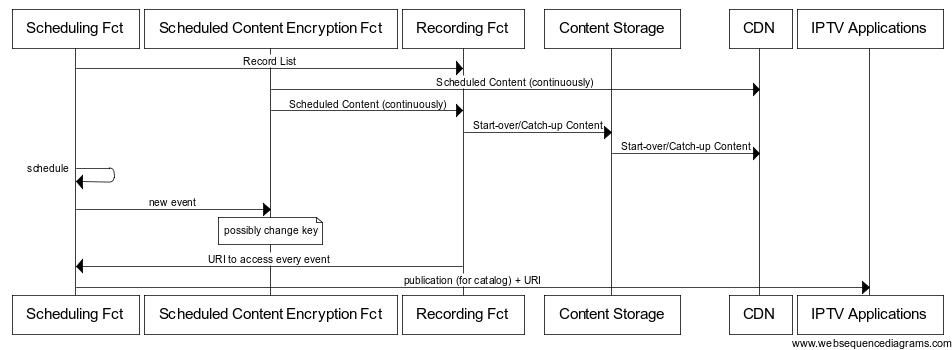 Scheduling Fct
Scheduled Content Encryption Fct
Recording Fct
Content Storage
CDN
IPTV Applications
Record List
Scheduled Content (continuously)
Scheduled Content (continuously)
Start-over/Catch-up Content
Start-over/Catch-up Content
schedule
new event
possibly change key
URI to access every event
publication (for catalog) + URI
Scheduling Fct
Scheduled Content Encryption Fct
Recording Fct
Content Storage
CDN
IPTV Applications
www.websequencediagrams.com